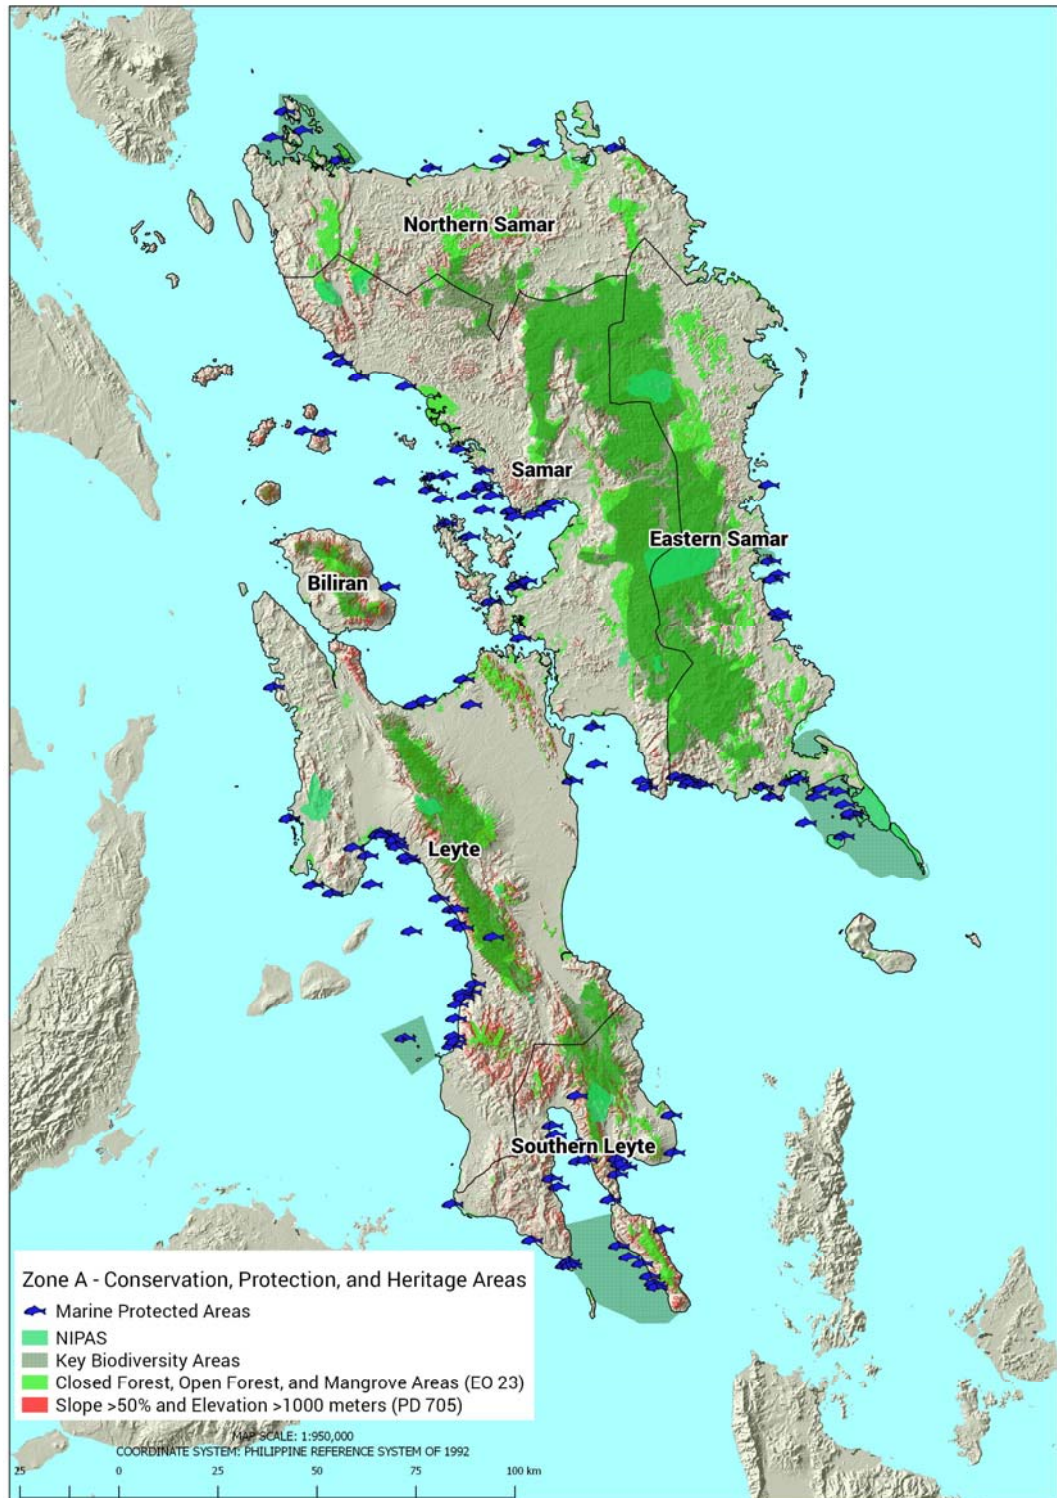 Northern Samar
Samar
Eastern Samar
Biliran
Leyte
Southern Leyte
Zone A - Conservation, Protection, and Heritage Areas
Marine Protected Areas
NIPAS
Key Biodiversity Areas
Closed Forest, Open Forest, and Mangrove Areas (EO 23)
Slope >50% and Elevation >1000 meters (PD 705)
MAP SCALE: 1:950,000
COORDINATE SYSTEM: PHILIPPINE REFERENCE SYSTEM OF 1992
25 0 25 50 75 100 km